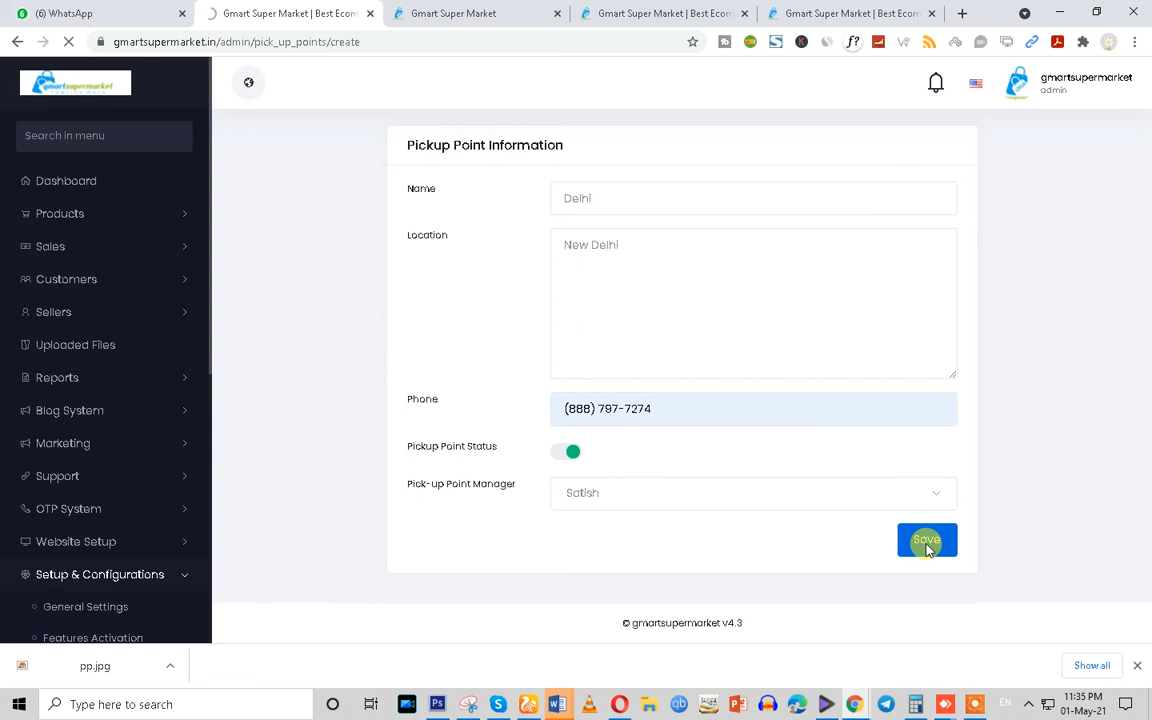 (6) WhatsApp
Gmart Super Market | Best Ecom
Gmart Super Market
Gmart Super Market | Best Ecom
Gmart Super Market | Best Ecom
gmartsupermarket.in/admin/pick_up_points/create
gmartsupermarket
gmartsupermarket
admin
Search in menu
Dashboard
Products
Sales
Customers
Sellers
Uploaded Files
Reports
Blog System
Marketing
Support
OTP System
Website Setup
Setup & Configurations
General Settings
Features Activation
Pickup Point Information
Name
Delhi
Location
New Delhi
Phone
(888) 797-7274
Pickup Point Status
Pick-up Point Manager
Satish
Save
© gmartsupermarket v4.3
pp.jpg
Show all
Type here to search
EN
11:35 PM
01-May-21